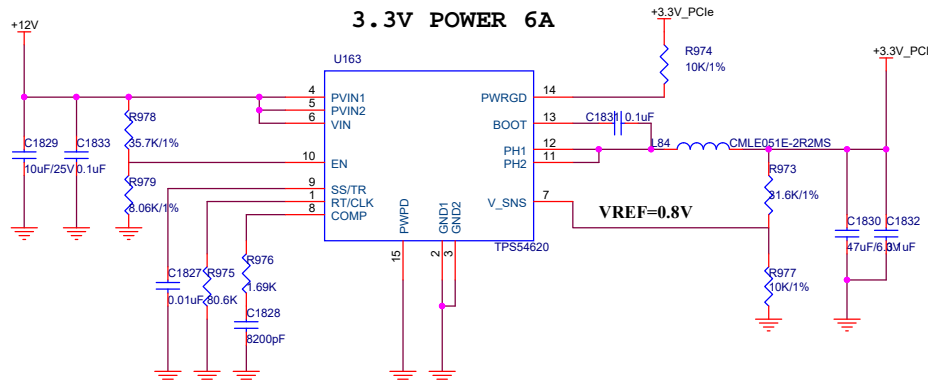 3.3V POWER 6A
+12V
+3.3V_PCIe
+3.3V_PCI
U163
R974
10K/1%
4
PVIN1
5
PVIN2
6
VIN
10
EN
9
SS/TR
1
RT/CLK
8
COMP
PWRGD
14
BOOT
13
PH1
12
PH2
11
V_SNS
7
PWPD
15
GND1
2
GND2
3
TPS54620
C1831
0.1uF
L84
CMLE051E-2R2MS
R978
35.7K/1%
C1829
10uF/25V
C1833
0.1uF
R979
8.06K/1%
R973
31.6K/1%
VREF=0.8V
C1830
47uF/6.3V
C1832
0.1uF
R977
10K/1%
C1827
0.01uF
R975
80.6K
R976
1.69K
C1828
8200pF